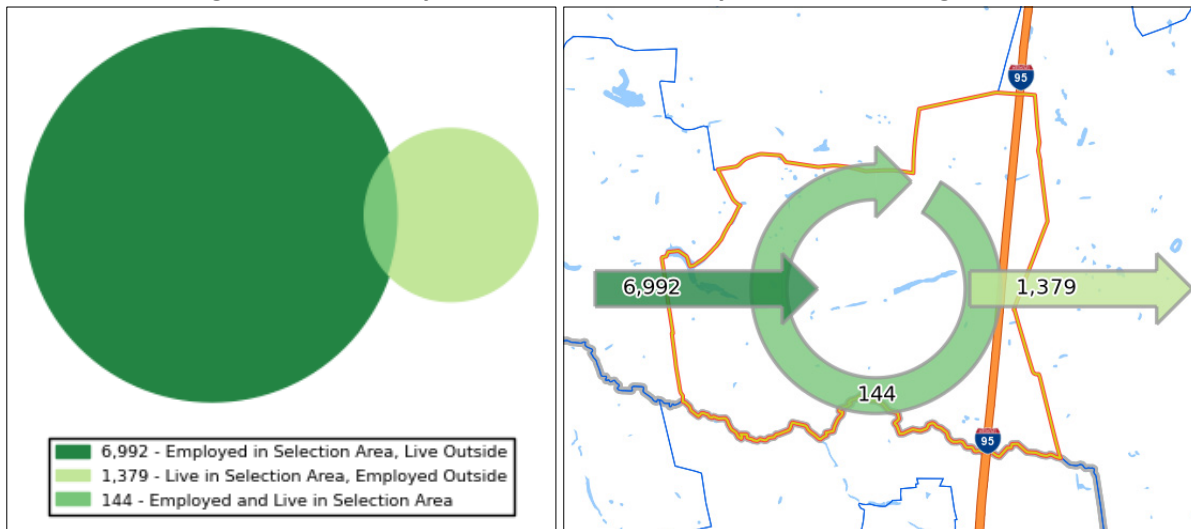 6,992 - Employed in Selection Area, Live Outside
1,379 - Live in Selection Area, Employed Outside
144 - Employed and Live in Selection Area
95
6,992
1,379
144
95